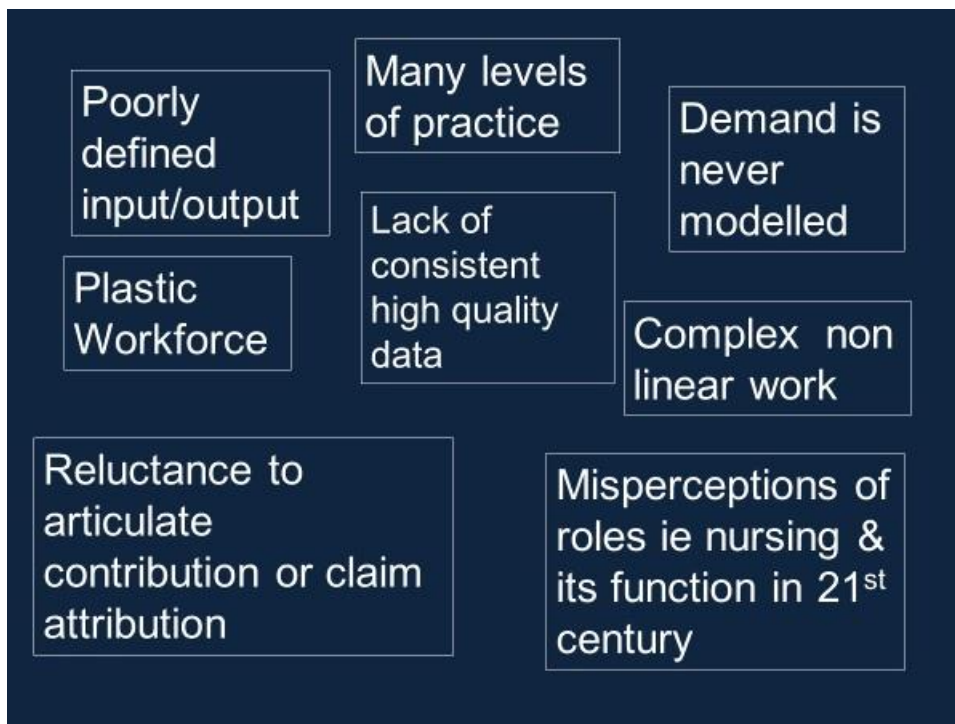 Poorly
defined
input/output
Many levels
of practice
Demand is
never
modelled
Plastic
Workforce
Lack of
consistent
high quality
data
Complex non
linear work
Reluctance to
articulate
contribution or claim
attribution
Misperceptions of
roles ie nursing &
its function in 21st
century